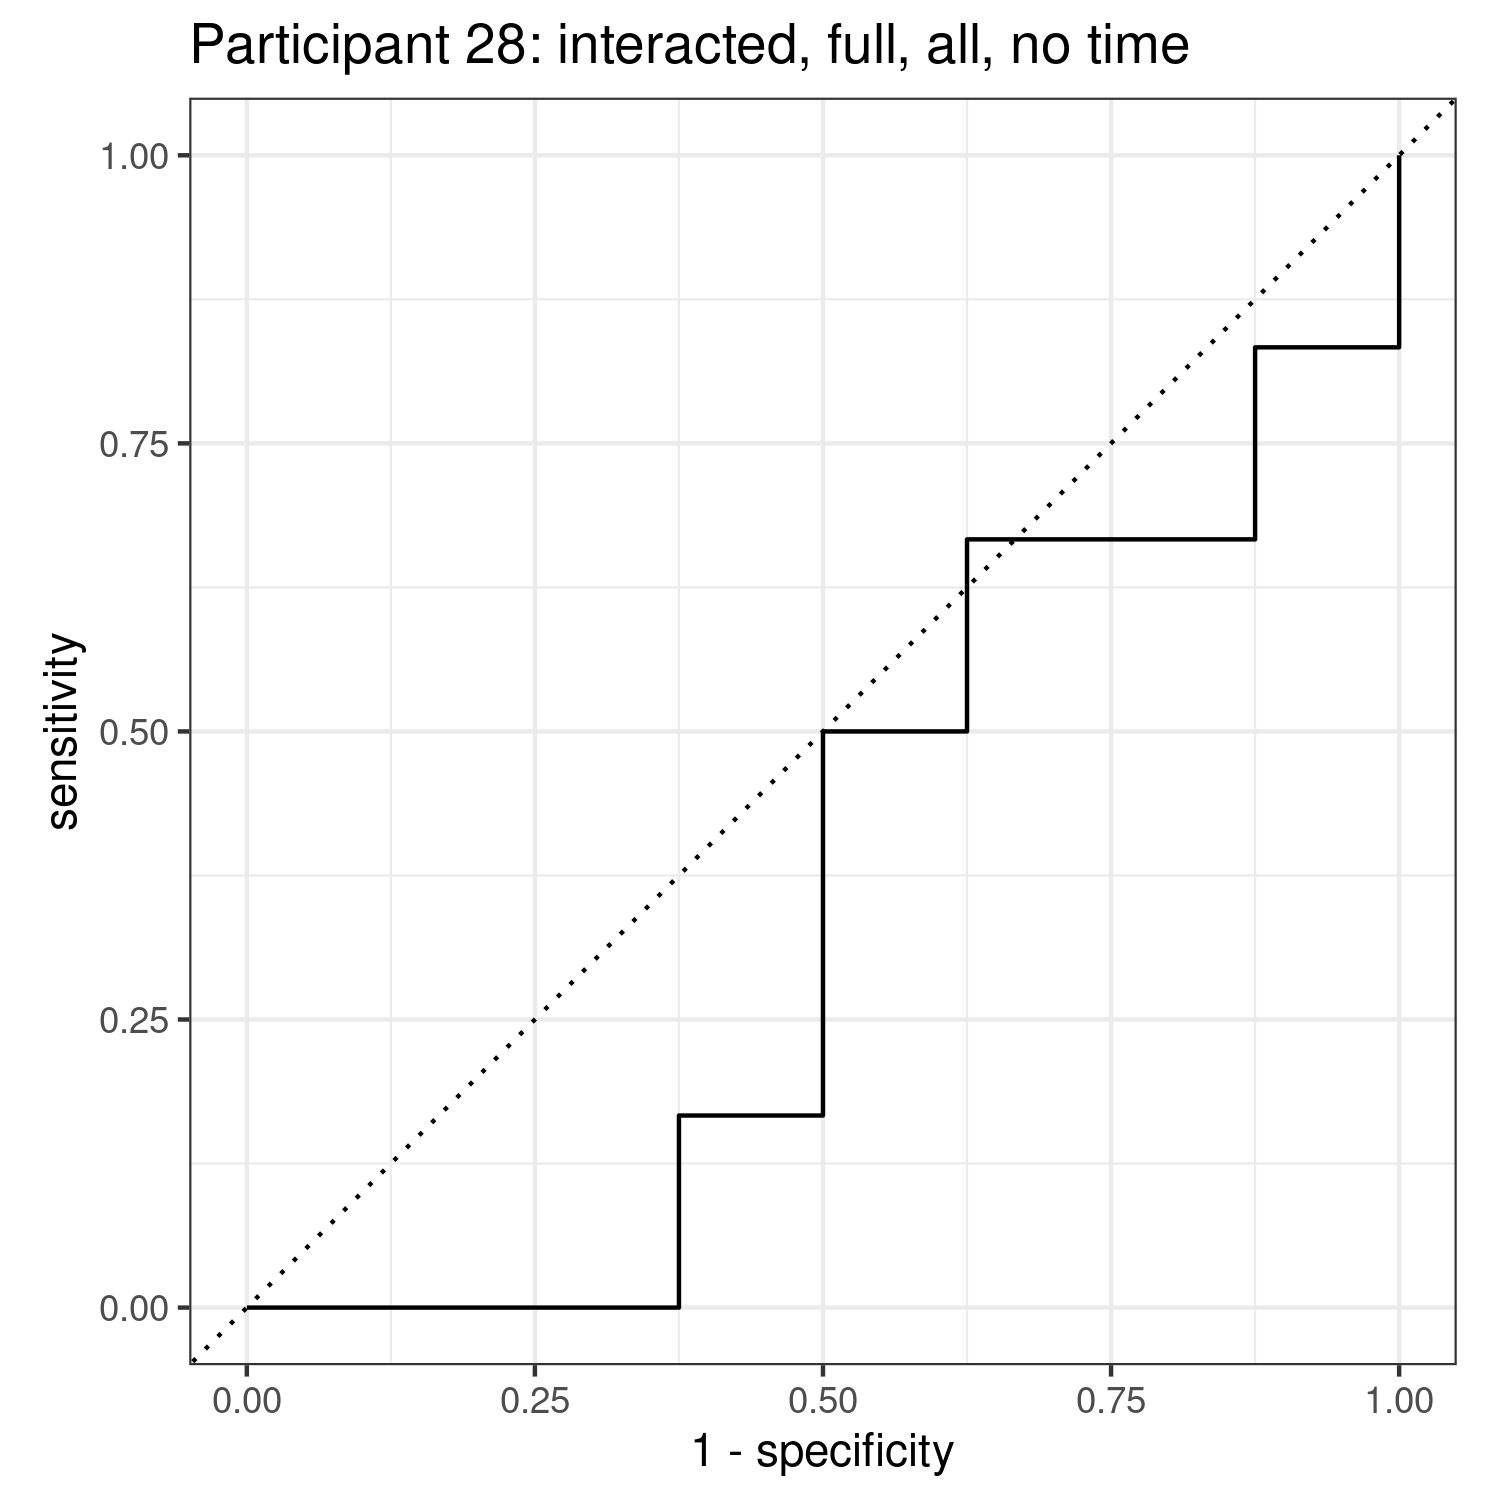 Participant 28: interacted, full, all, no time
1.00
0.75
0.50
0.25
0.00
sensitivity
0.00 0.25 0.50 0.75 1.00
1 - specificity